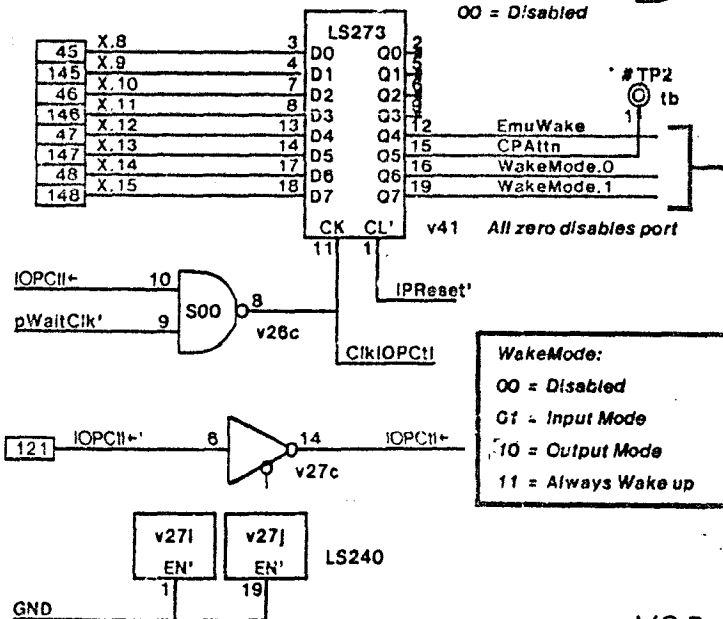 00 = Disabled
LS273
45 X.8 3 D0 Q0 2
145 X.9 4 D1 Q1 5
46 X.10 7 D2 Q2 6
146 X.11 8 D3 Q3 9
47 X.12 13 D4 Q4 12 EmuWake
147 X.13 14 D5 Q5 15 CPAttn
48 X.14 17 D6 Q6 16 WakeMode.0
148 X.15 18 D7 Q7 19 WakeMode.1
#TP2
tb
1
CK CL'
11 1
v41 All zero disables port
IOPCtl← 10
S00 8
pWaitClk' 9
v26c
IPReset'
ClkIOPCtl
WakeMode:
00 = Disabled
01 = Input Mode
10 = Output Mode
11 = Always Wake up
121 IOPCtl←' 6 14 IOPCtl←
v27c
v27i v27j
EN' EN'
LS240
1 19
GND